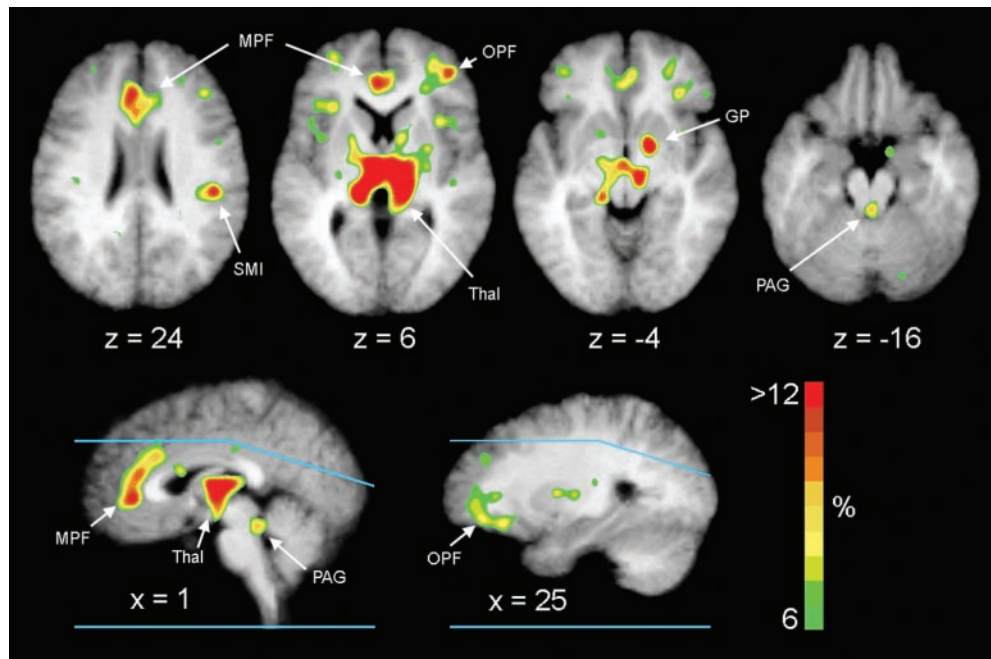 MPF
OPF
GP
SMI
Thal
PAG
z = 24
z = 6
z = -4
z = -16
>12
%
6
MPF
Thal
PAG
OPF
x = 1
x = 25